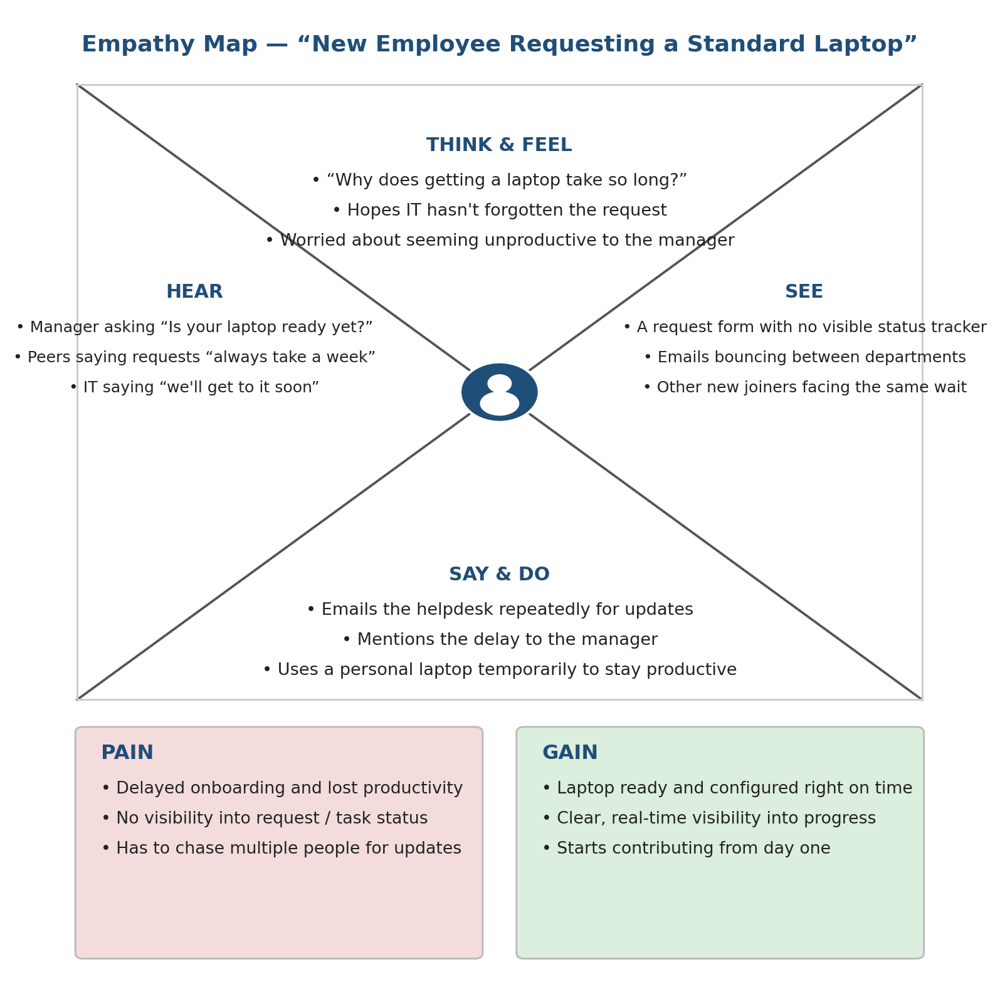 Empathy Map — “New Employee Requesting a Standard Laptop”
THINK & FEEL
• “Why does getting a laptop take so long?”
• Hopes IT hasn't forgotten the request
• Worried about seeming unproductive to the manager
HEAR
• Manager asking “Is your laptop ready yet?”
• Peers saying requests “always take a week”
• IT saying “we'll get to it soon”
SEE
• A request form with no visible status tracker
• Emails bouncing between departments
• Other new joiners facing the same wait
SAY & DO
• Emails the helpdesk repeatedly for updates
• Mentions the delay to the manager
• Uses a personal laptop temporarily to stay productive
PAIN
• Delayed onboarding and lost productivity
• No visibility into request / task status
• Has to chase multiple people for updates
GAIN
• Laptop ready and configured right on time
• Clear, real-time visibility into progress
• Starts contributing from day one